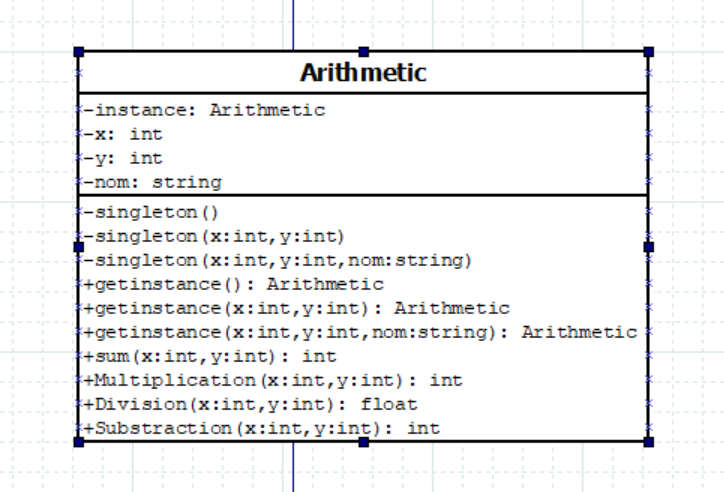 Arithmetic
-instance: Arithmetic
-x: int
-y: int
-nom: string
-singleton()
-singleton(x:int,y:int)
-singleton(x:int,y:int,nom:string)
+getinstance(): Arithmetic
+getinstance(x:int,y:int): Arithmetic
+getinstance(x:int,y:int,nom:string): Arithmetic
+sum(x:int,y:int): int
+Multiplication(x:int,y:int): int
+Division(x:int,y:int): float
+Substraction(x:int,y:int): int